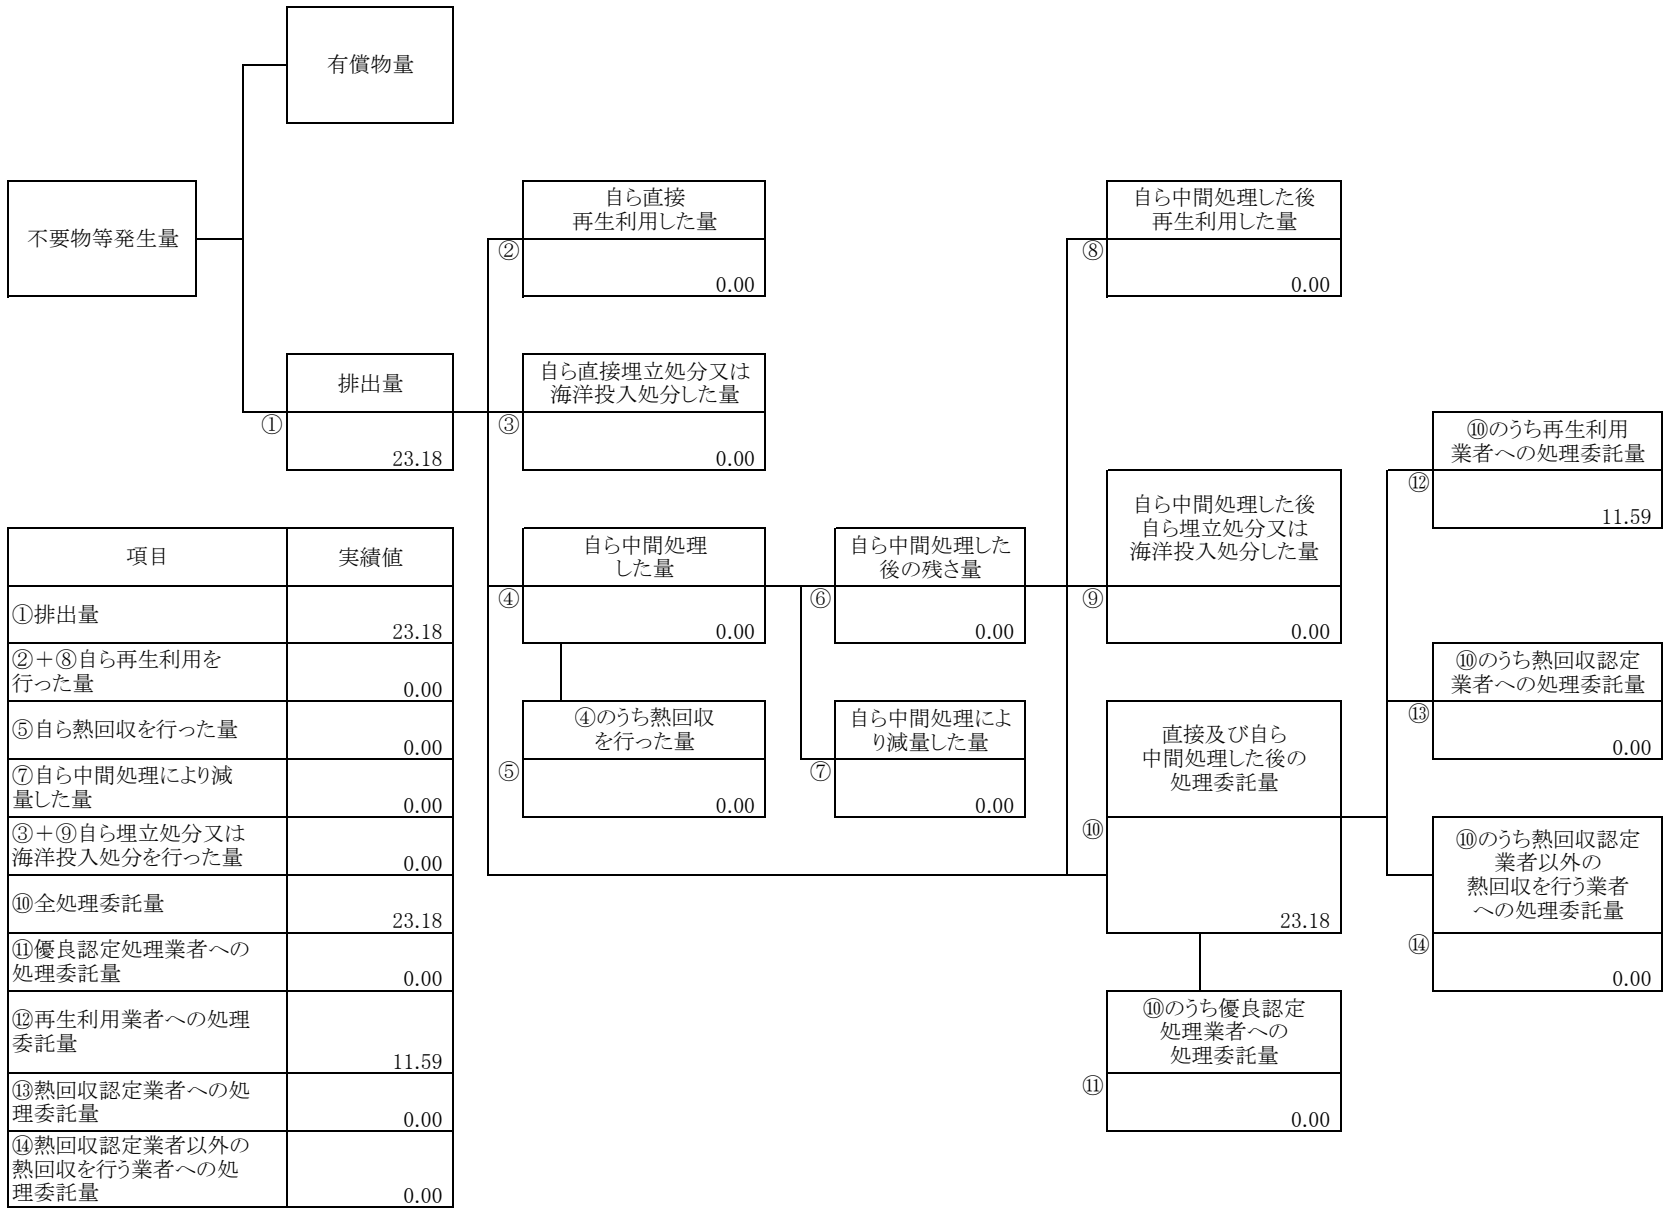 有償物量
不要物等発生量
排出量
①
23.18
自ら直接
再生利用した量
②
0.00
自ら直接埋立処分又は
海洋投入処分した量
③
0.00
自ら中間処理
した量
④
0.00
④のうち熱回収
を行った量
⑤
0.00
自ら中間処理した
後の残さ量
⑥
0.00
自ら中間処理によ
り減量した量
⑦
0.00
自ら中間処理した後
再生利用した量
⑧
0.00
自ら中間処理した後
自ら埋立処分又は
海洋投入処分した量
⑨
0.00
直接及び自ら
中間処理した後の
処理委託量
⑩
23.18
⑩のうち優良認定
処理業者への
処理委託量
⑪
0.00
⑩のうち再生利用
業者への処理委託量
⑫
11.59
⑩のうち熱回収認定
業者への処理委託量
⑬
0.00
⑩のうち熱回収認定
業者以外の
熱回収を行う業者
への処理委託量
⑭
0.00
項目 実績値
①排出量
23.18
②+⑧自ら再生利用を
行った量
0.00
⑤自ら熱回収を行った量
0.00
⑦自ら中間処理により減
量した量
0.00
③+⑨自ら埋立処分又は
海洋投入処分を行った量
0.00
⑩全処理委託量
23.18
⑪優良認定処理業者への
処理委託量
0.00
⑫再生利用業者への処理
委託量
11.59
⑬熱回収認定業者への処
理委託量
0.00
⑭熱回収認定業者以外の
熱回収を行う業者への処
理委託量
0.00